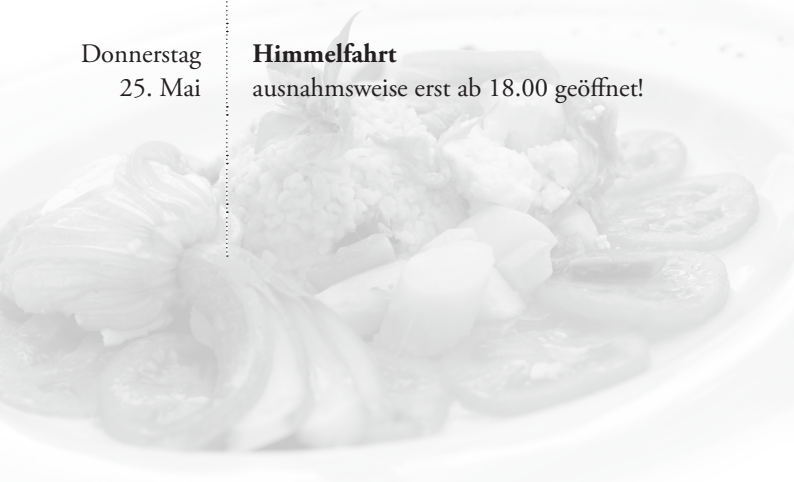 Donnerstag
25. Mai
Himmelfahrt
ausnahmsweise erst ab 18.00 geöffnet!